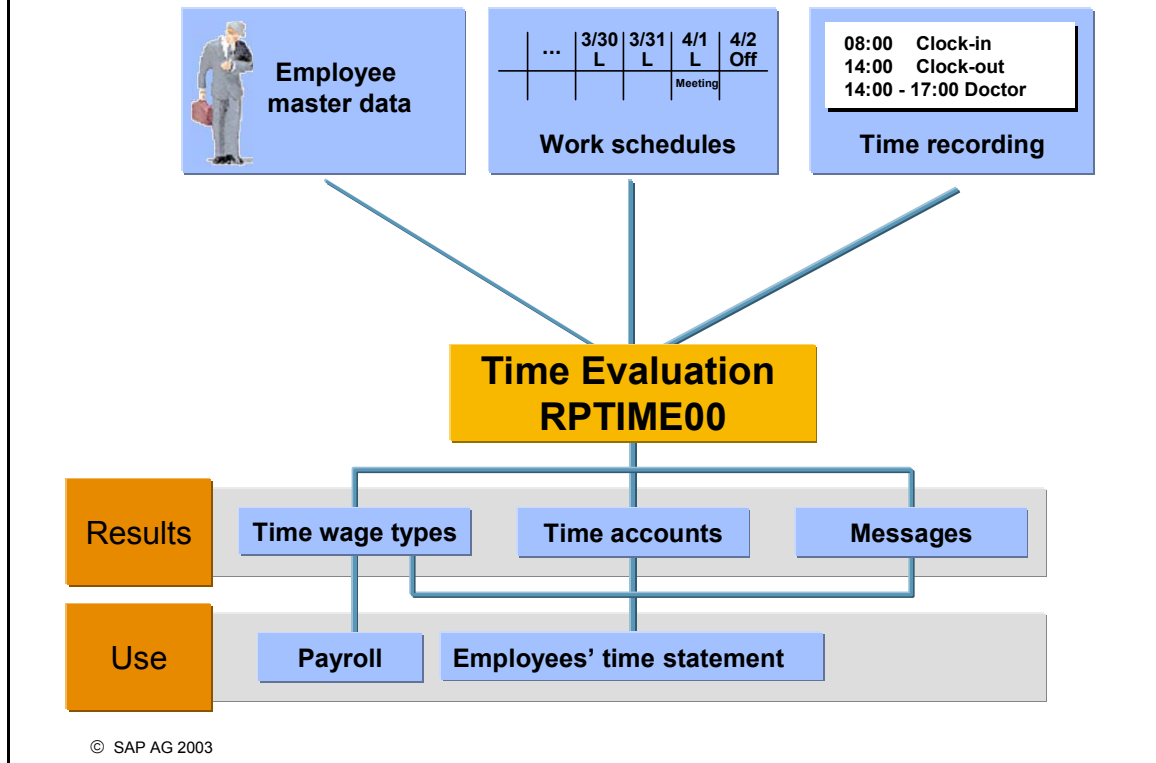 Employee
master data
... 3/30 3/31 4/1 4/2
L L L Off
Meeting
Work schedules
08:00 Clock-in
14:00 Clock-out
14:00 - 17:00 Doctor
Time recording
Time Evaluation
RPTIME00
Results
Time wage types
Time accounts
Messages
Use
Payroll
Employees’ time statement
© SAP AG 2003